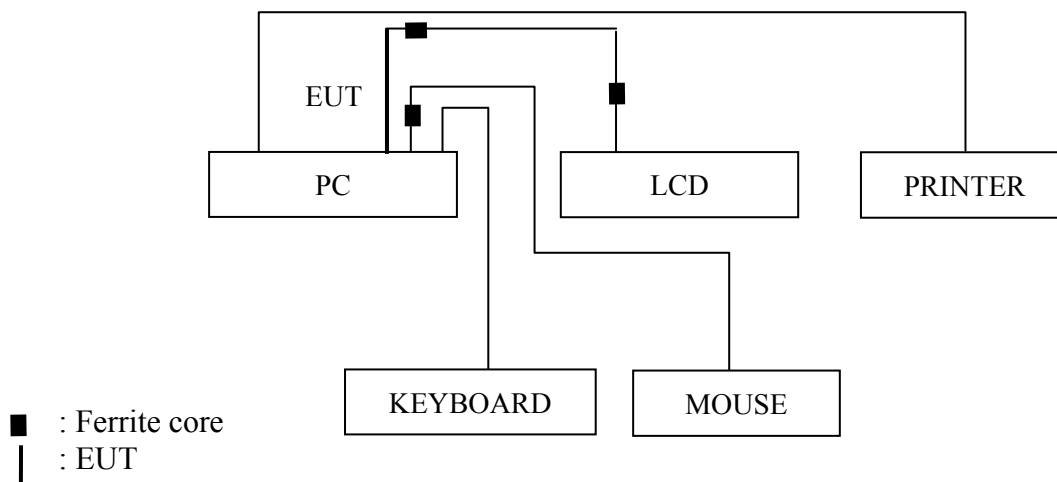 EUT
PC
LCD
PRINTER
KEYBOARD
MOUSE
: Ferrite core
: EUT